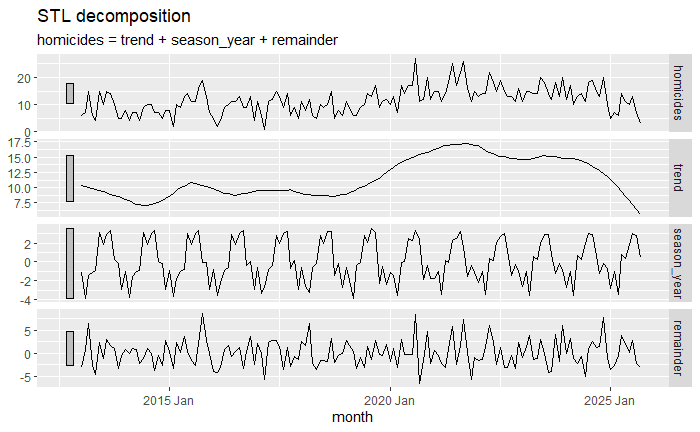 STL decomposition
homicides = trend + season_year + remainder
20
10
0
homicides
17.5
15.0
12.5
10.0
7.5
trend
2
0
-2
-4
season_year
5
0
-5
remainder
2015 Jan
2020 Jan
2025 Jan
month